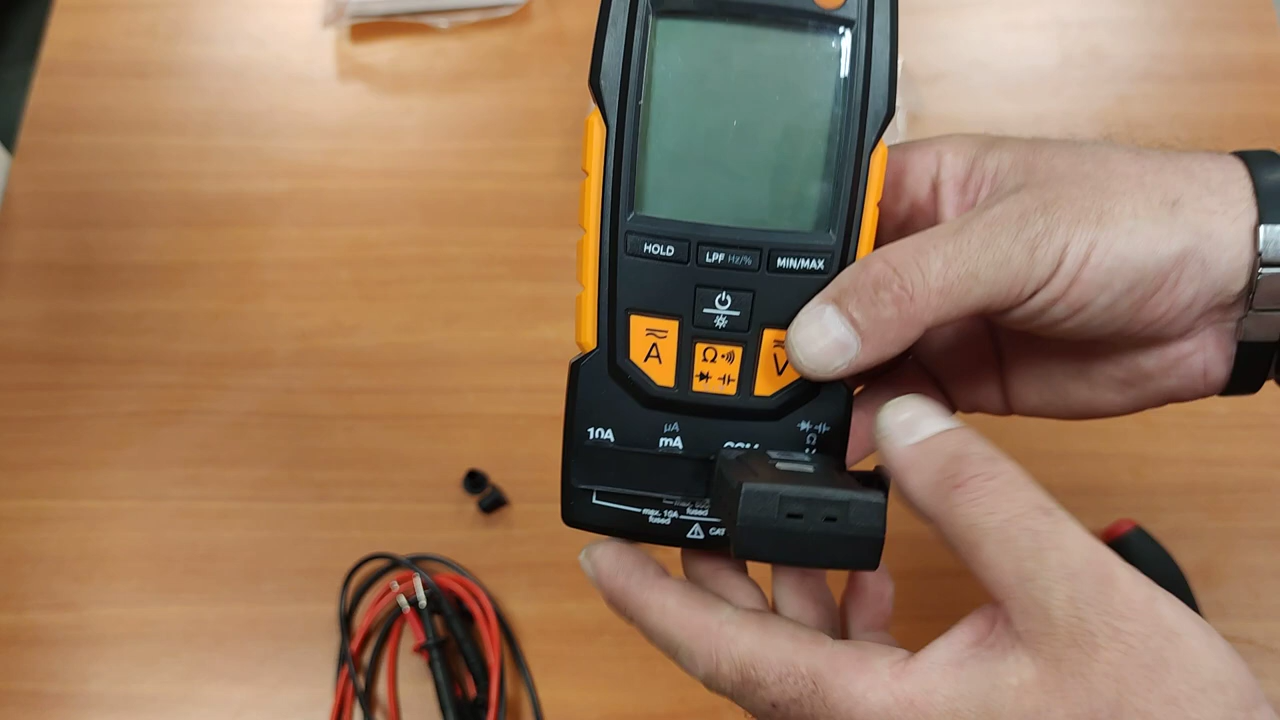 HOLD
LPF Hz/%
MIN/MAX
A
Ω
V
10A
µA
mA
fused
max. 10A
fused
CAT